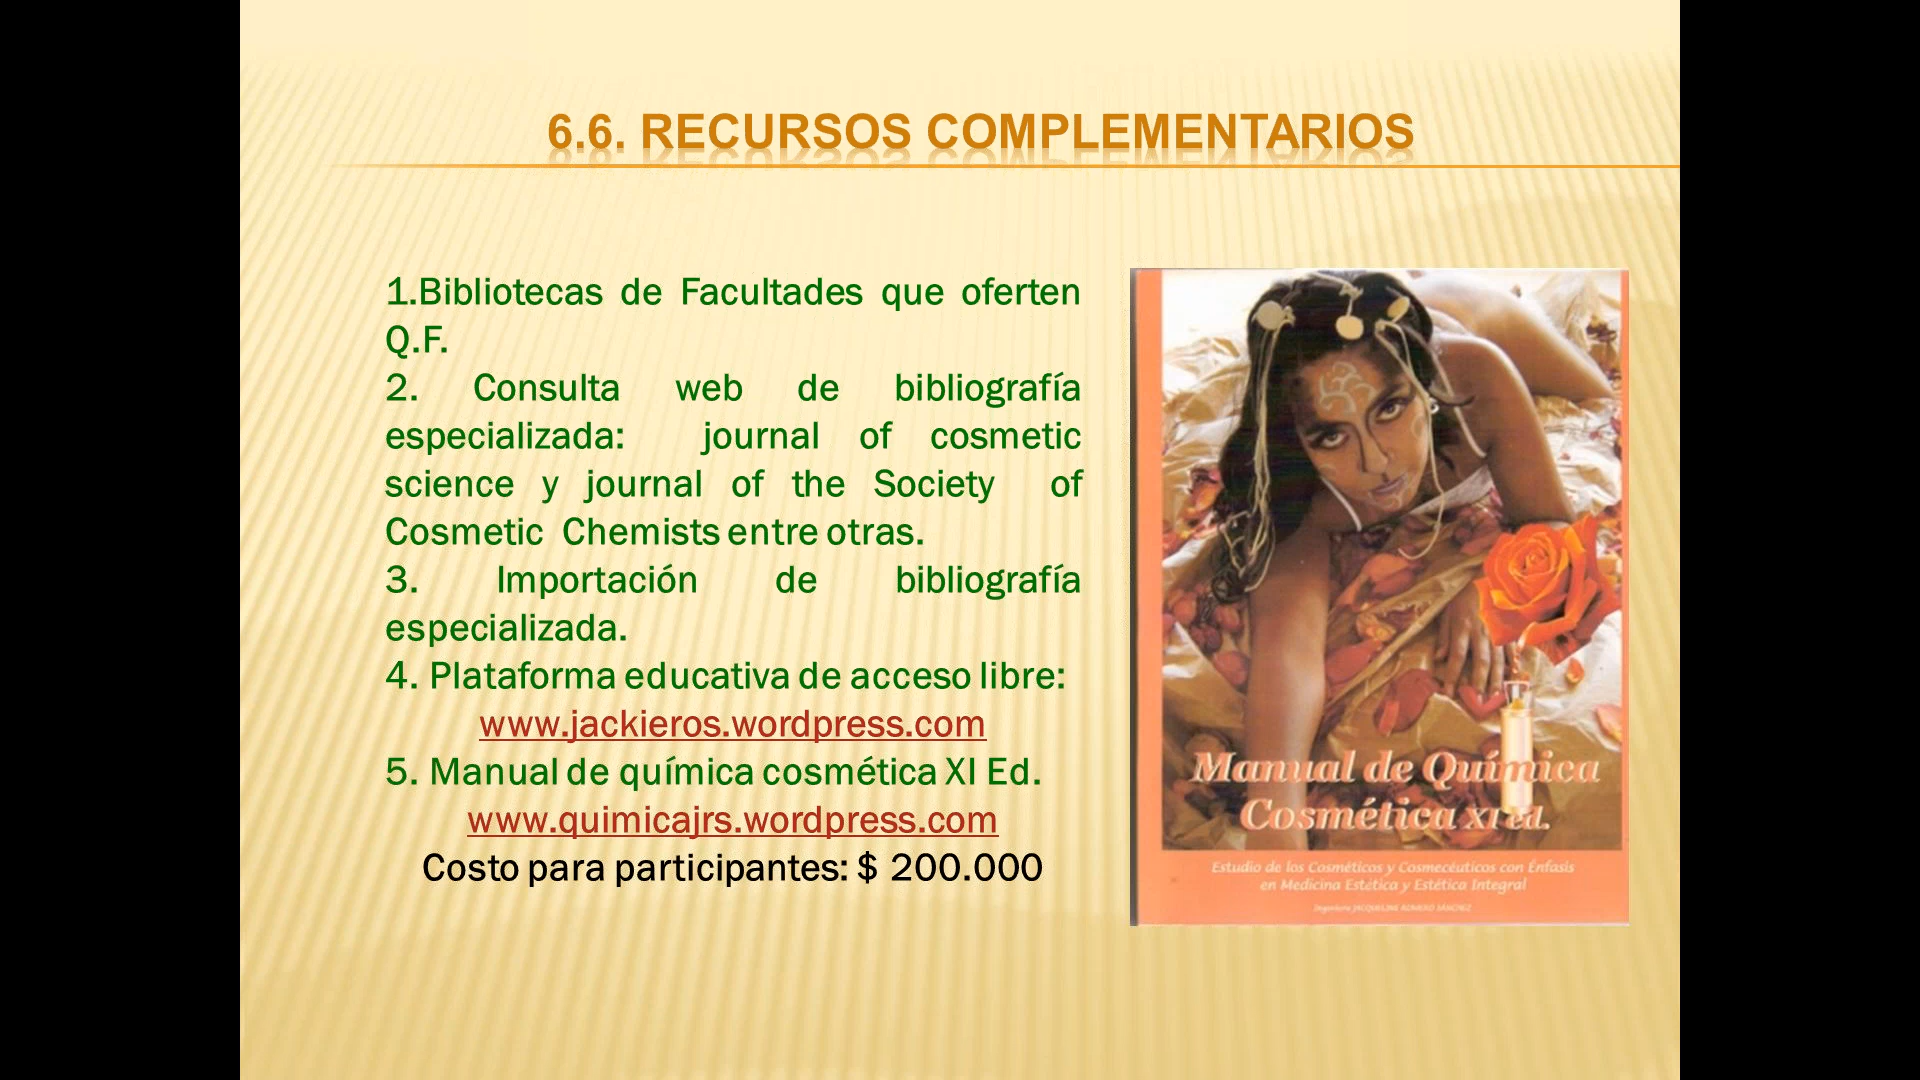 6.6. RECURSOS COMPLEMENTARIOS
1.Bibliotecas de Facultades que oferten
Q.F.
2. Consulta web de bibliografía
especializada: journal of cosmetic
science y journal of the Society of
Cosmetic Chemists entre otras.
3. Importación de bibliografía
especializada.
4. Plataforma educativa de acceso libre:
www.jackieros.wordpress.com
5. Manual de química cosmética XI Ed.
www.quimicajrs.wordpress.com
Costo para participantes: $ 200.000
Manual de Química
Cosmética XI ed.
Estudio de los Cosméticos y Cosmecéuticos con Énfasis
en Medicina Estética y Estética Integral
JACQUELINE ROMERO SÁNCHEZ